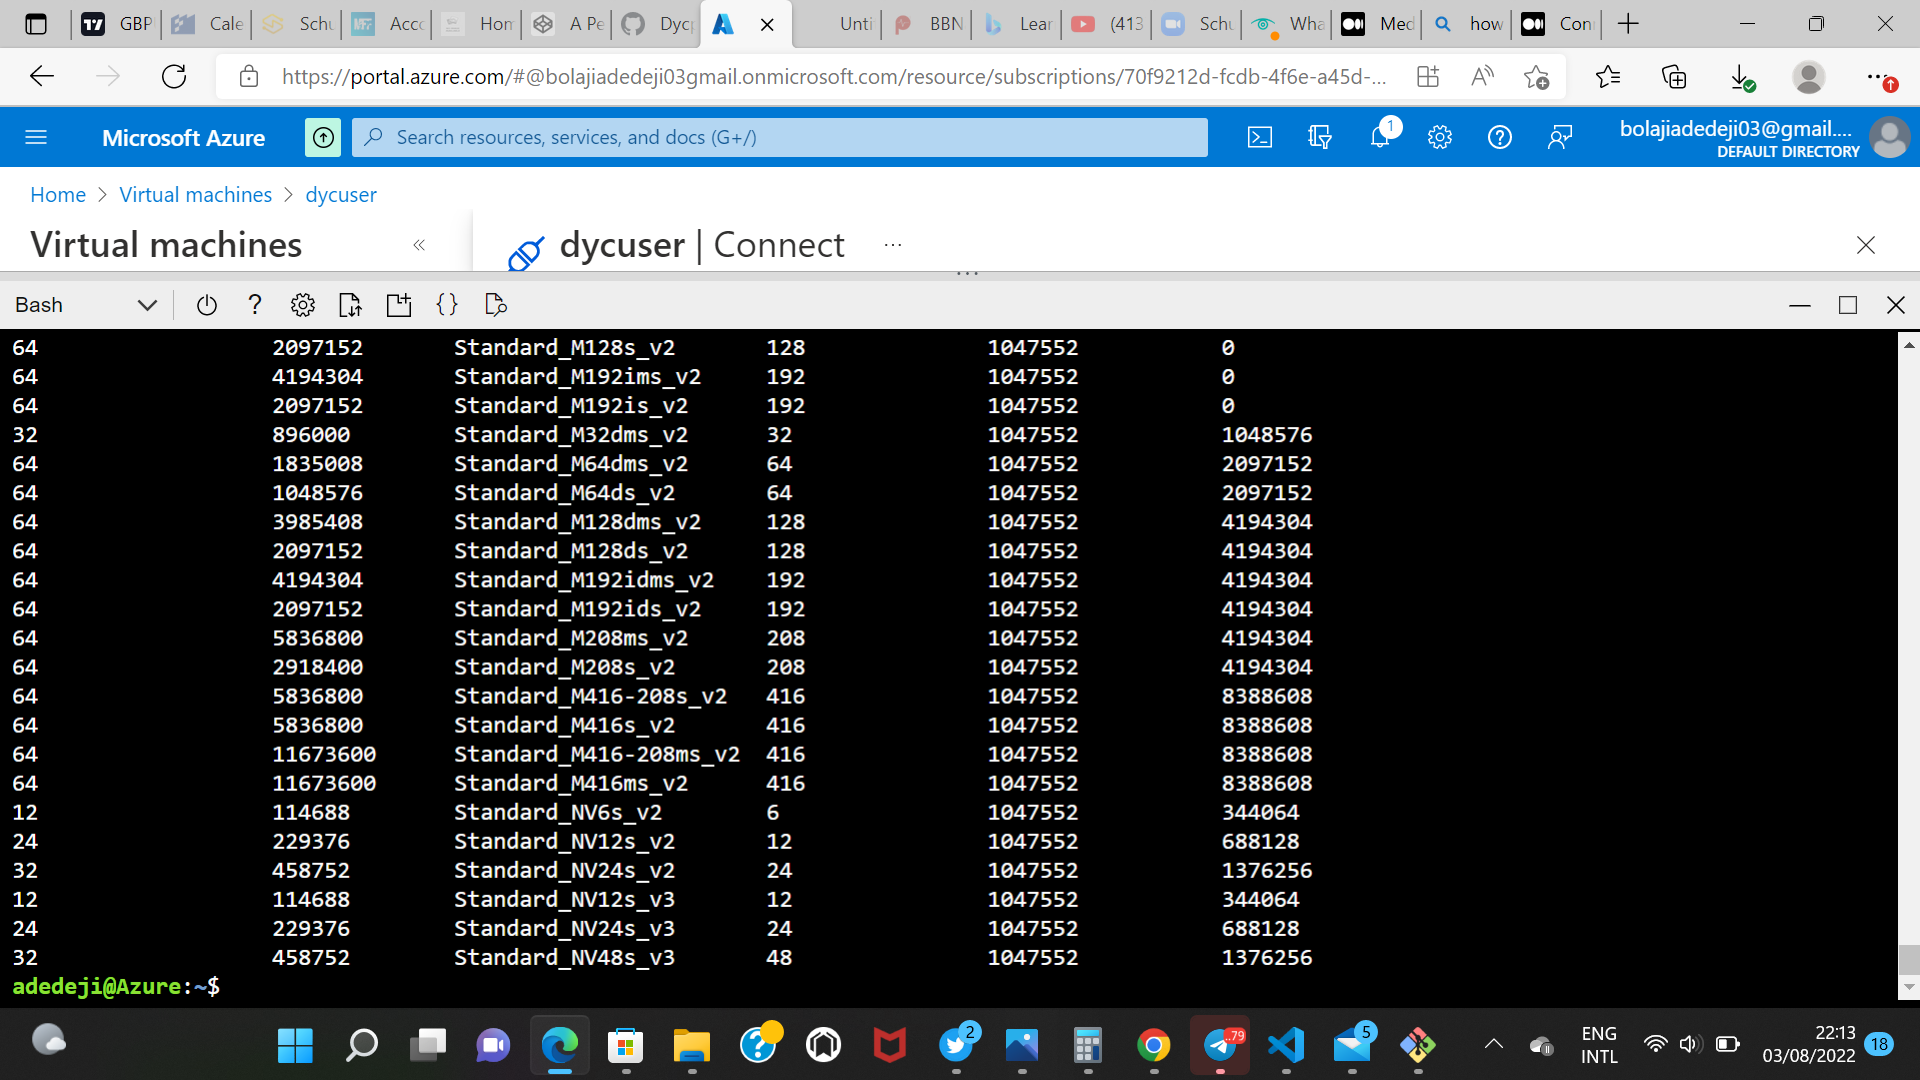 GBP
Cale
Schu
Acco
Hom
A Pe
Dycp
Unti
BBN
Lear
(413
Schu
Wha
Med
how
Con
https://portal.azure.com/#@bolajiadedeji03gmail.onmicrosoft.com/resource/subscriptions/70f9212d-fcdb-4f6e-a45d-...
Microsoft Azure
Search resources, services, and docs (G+/)
1
bolajiadedeji03@gmail....
DEFAULT DIRECTORY
Home > Virtual machines > dycuser
Virtual machines «
dycuser | Connect ...
Bash
64 2097152 Standard_M128s_v2 128 1047552 0
64 4194304 Standard_M192ims_v2 192 1047552 0
64 2097152 Standard_M192is_v2 192 1047552 0
32 896000 Standard_M32dms_v2 32 1047552 1048576
64 1835008 Standard_M64dms_v2 64 1047552 2097152
64 1048576 Standard_M64ds_v2 64 1047552 2097152
64 3985408 Standard_M128dms_v2 128 1047552 4194304
64 2097152 Standard_M128ds_v2 128 1047552 4194304
64 4194304 Standard_M192idms_v2 192 1047552 4194304
64 2097152 Standard_M192ids_v2 192 1047552 4194304
64 5836800 Standard_M208ms_v2 208 1047552 4194304
64 2918400 Standard_M208s_v2 208 1047552 4194304
64 5836800 Standard_M416-208s_v2 416 1047552 8388608
64 5836800 Standard_M416s_v2 416 1047552 8388608
64 11673600 Standard_M416-208ms_v2 416 1047552 8388608
64 11673600 Standard_M416ms_v2 416 1047552 8388608
12 114688 Standard_NV6s_v2 6 1047552 344064
24 229376 Standard_NV12s_v2 12 1047552 688128
32 458752 Standard_NV24s_v2 24 1047552 1376256
12 114688 Standard_NV12s_v3 12 1047552 344064
24 229376 Standard_NV24s_v3 24 1047552 688128
32 458752 Standard_NV48s_v3 48 1047552 1376256
adedeji@Azure:~$
2
..79
5
ENG
INTL
22:13
03/08/2022
18